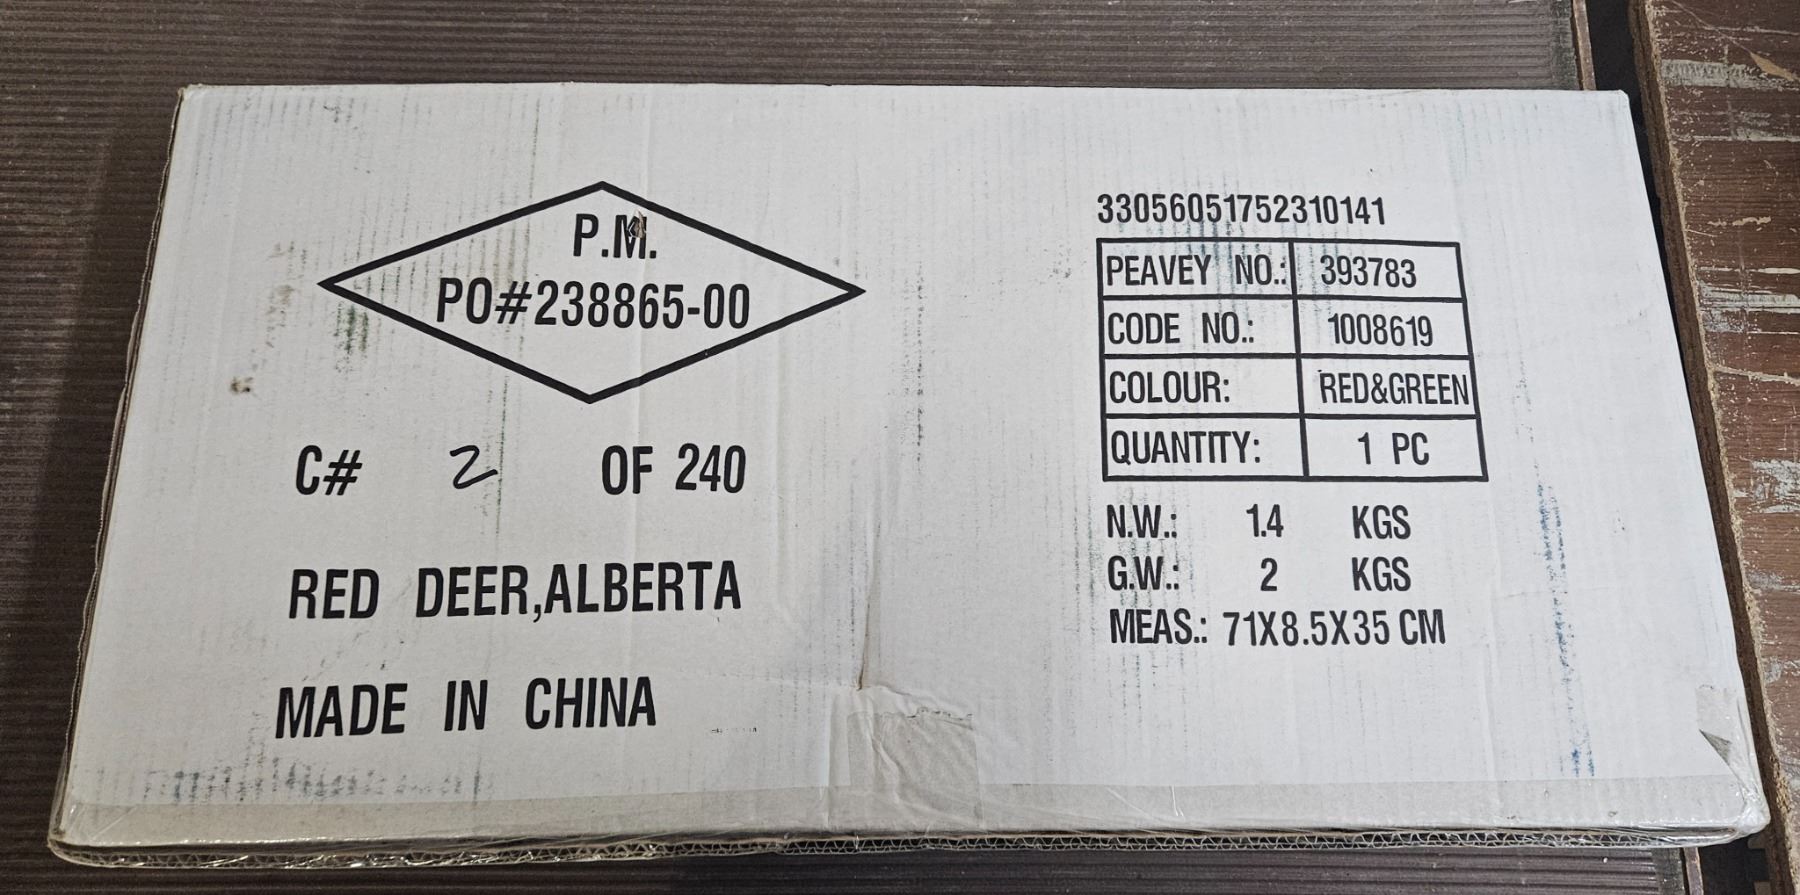 P.M.
PO#238865-00
C# 2 OF 240
RED DEER,ALBERTA
MADE IN CHINA
33056051752310141
PEAVEY NO.: 393783
CODE NO.: 1008619
COLOUR: RED&GREEN
QUANTITY: 1 PC
N.W.: 1.4 KGS
G.W.: 2 KGS
MEAS.: 71X8.5X35 CM